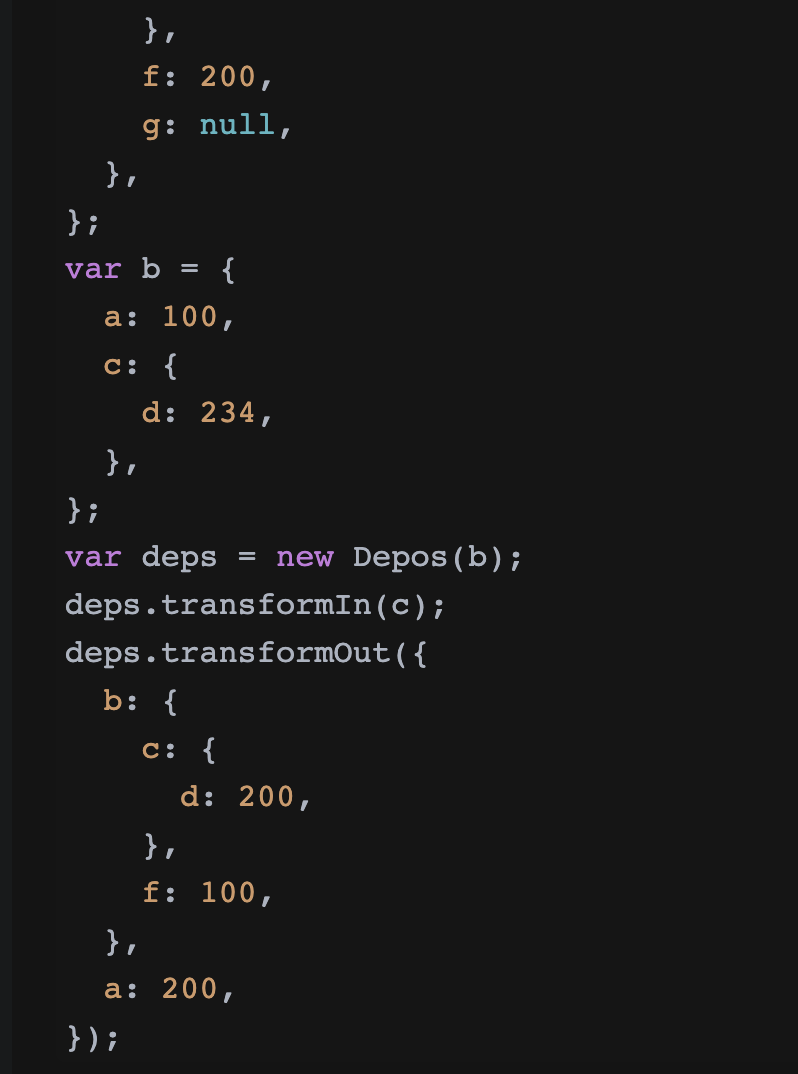 },
    f: 200,
    g: null,
  },
};
var b = {
  a: 100,
  c: {
    d: 234,
  },
};
var deps = new Depos(b);
deps.transformIn(c);
deps.transformOut({
  b: {
    c: {
      d: 200,
    },
    f: 100,
  },
  a: 200,
});